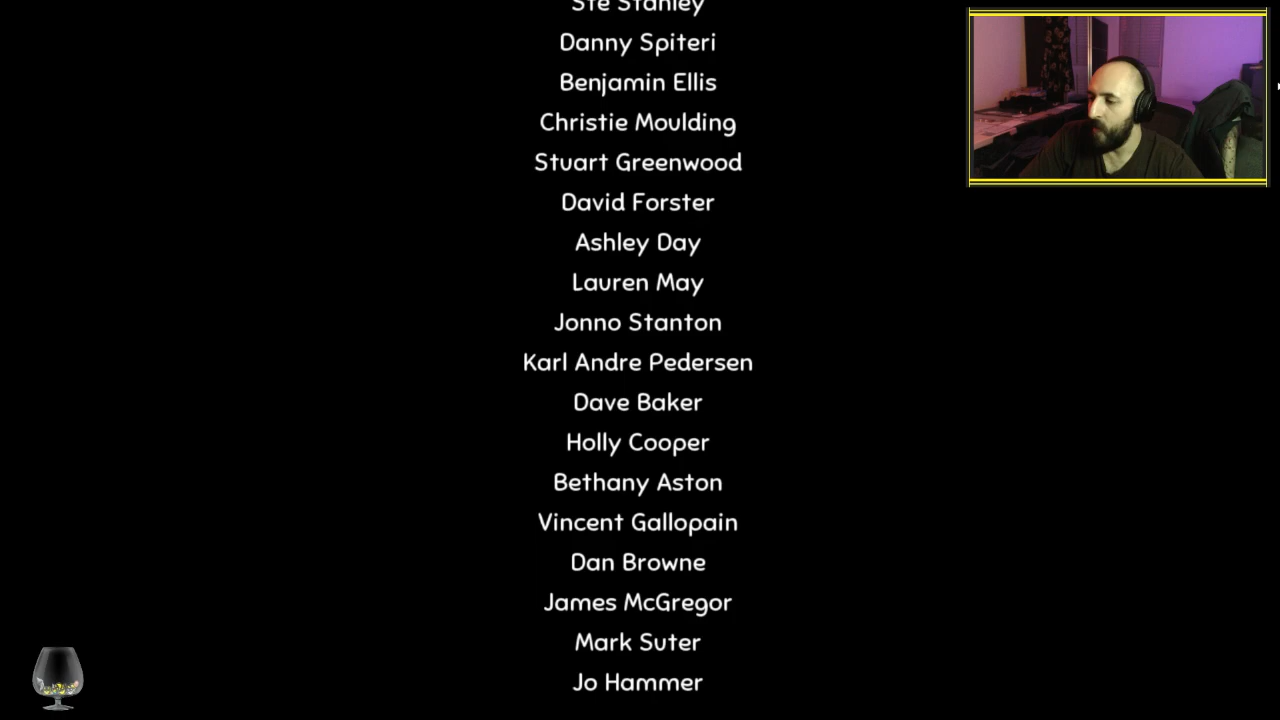 Ste Stanley
Danny Spiteri
Benjamin Ellis
Christie Moulding
Stuart Greenwood
David Forster
Ashley Day
Lauren May
Jonno Stanton
Karl Andre Pedersen
Dave Baker
Holly Cooper
Bethany Aston
Vincent Gallopain
Dan Browne
James McGregor
Mark Suter
Jo Hammer